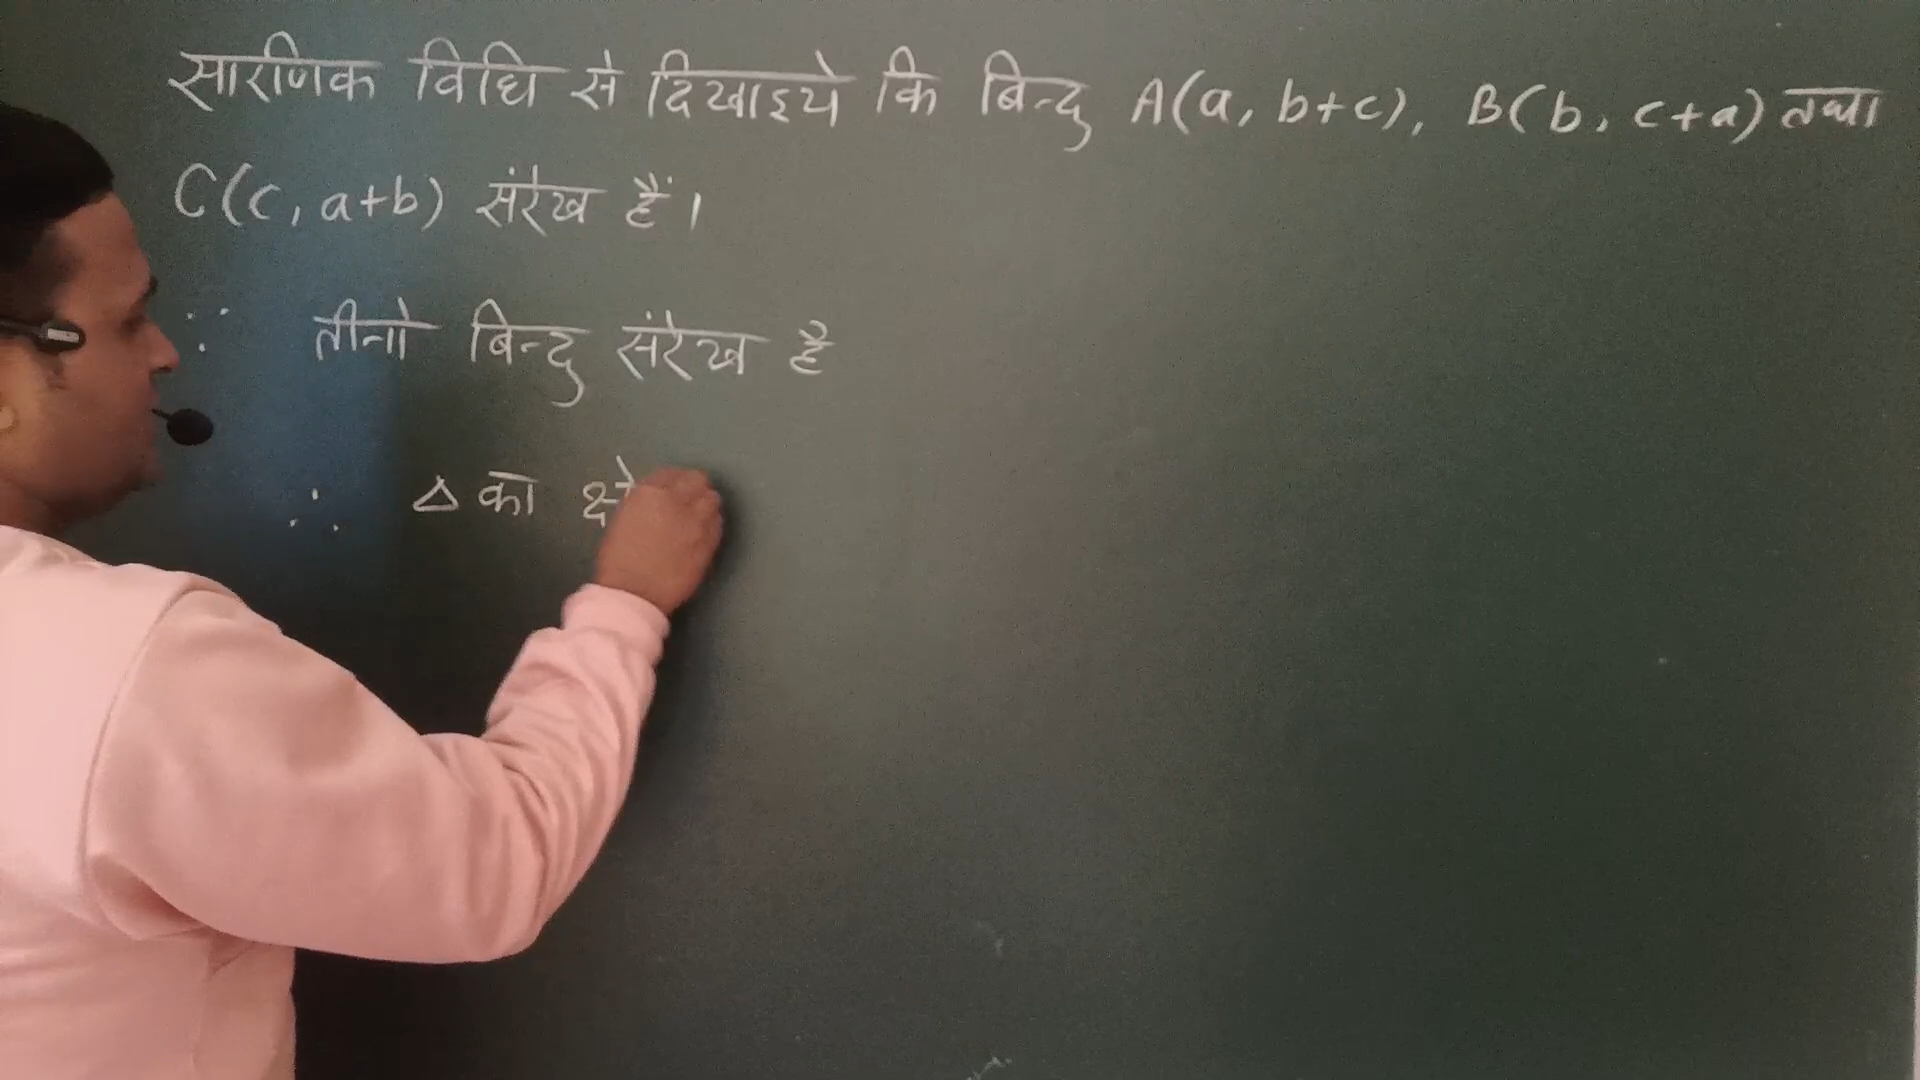 सारणिक विधि से दिखाइये कि बिन्दु A(a, b+c), B(b, c+a) तथा
C(c, a+b) संरेख हैं।
∵ तीनो बिन्दु संरेख है
∴ Δ का